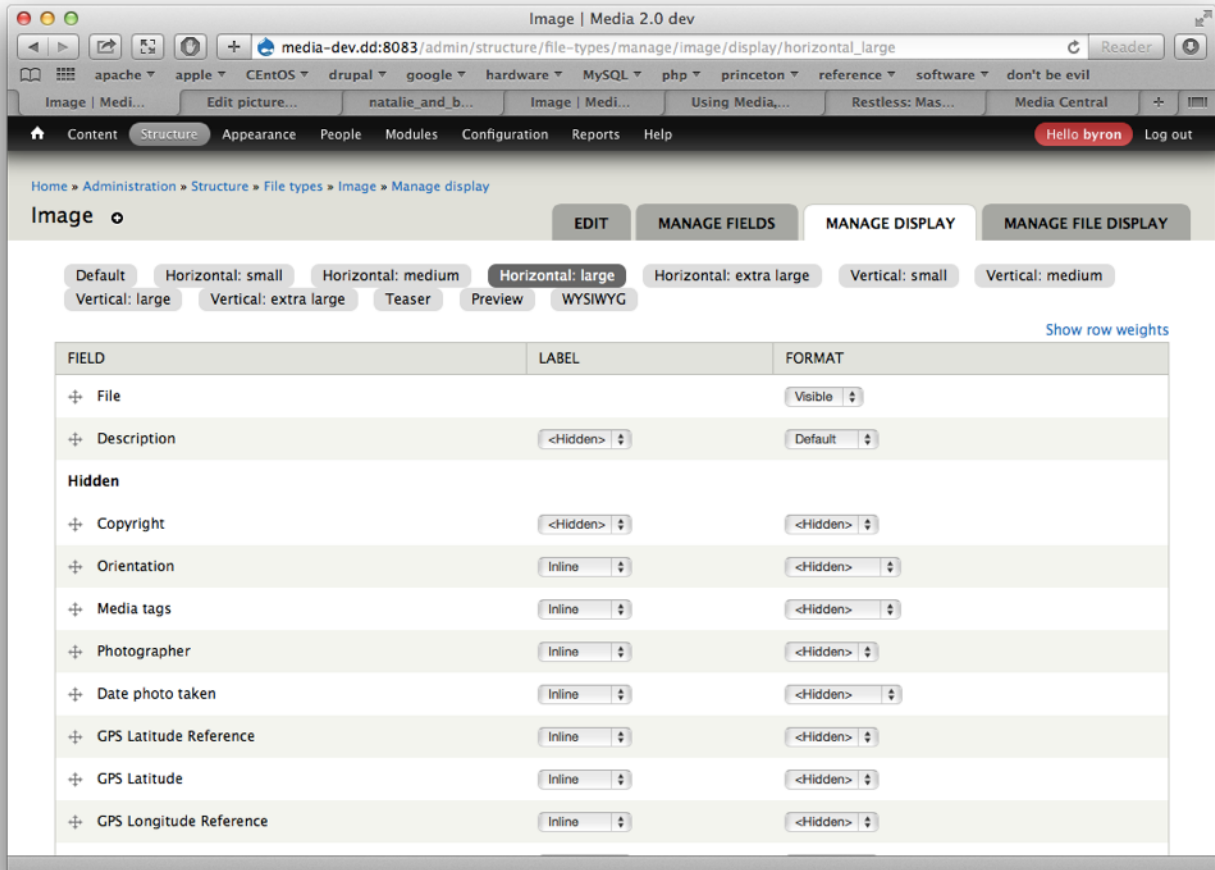 Image | Media 2.0 dev
media-dev.dd:8083/admin/structure/file-types/manage/image/display/horizontal_large Reader
apache apple CEntOS drupal google hardware MySQL php princeton reference software don't be evil
Image | Medi... Edit picture... natalie_and_b... Image | Medi... Using Media,... Restless: Mas... Media Central
Content Structure Appearance People Modules Configuration Reports Help Hello byron Log out
Home » Administration » Structure » File types » Image » Manage display
Image EDIT MANAGE FIELDS MANAGE DISPLAY MANAGE FILE DISPLAY
Default Horizontal: small Horizontal: medium Horizontal: large Horizontal: extra large Vertical: small Vertical: medium
Vertical: large Vertical: extra large Teaser Preview WYSIWYG
Show row weights
FIELD LABEL FORMAT
File Visible
Description <Hidden> Default
Hidden
Copyright <Hidden> <Hidden>
Orientation Inline <Hidden>
Media tags Inline <Hidden>
Photographer Inline <Hidden>
Date photo taken Inline <Hidden>
GPS Latitude Reference Inline <Hidden>
GPS Latitude Inline <Hidden>
GPS Longitude Reference Inline <Hidden>